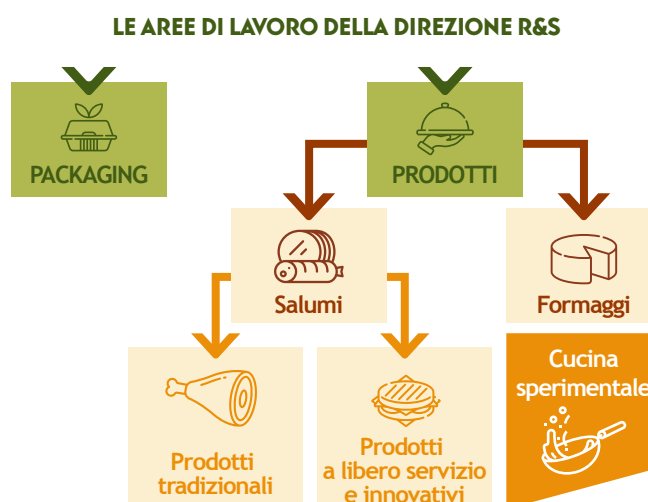 LE AREE DI LAVORO DELLA DIREZIONE R&S
PACKAGING
PRODOTTI
Salumi
Formaggi
Prodotti
tradizionali
Prodotti
a libero servizio
e innovativi
Cucina
sperimentale